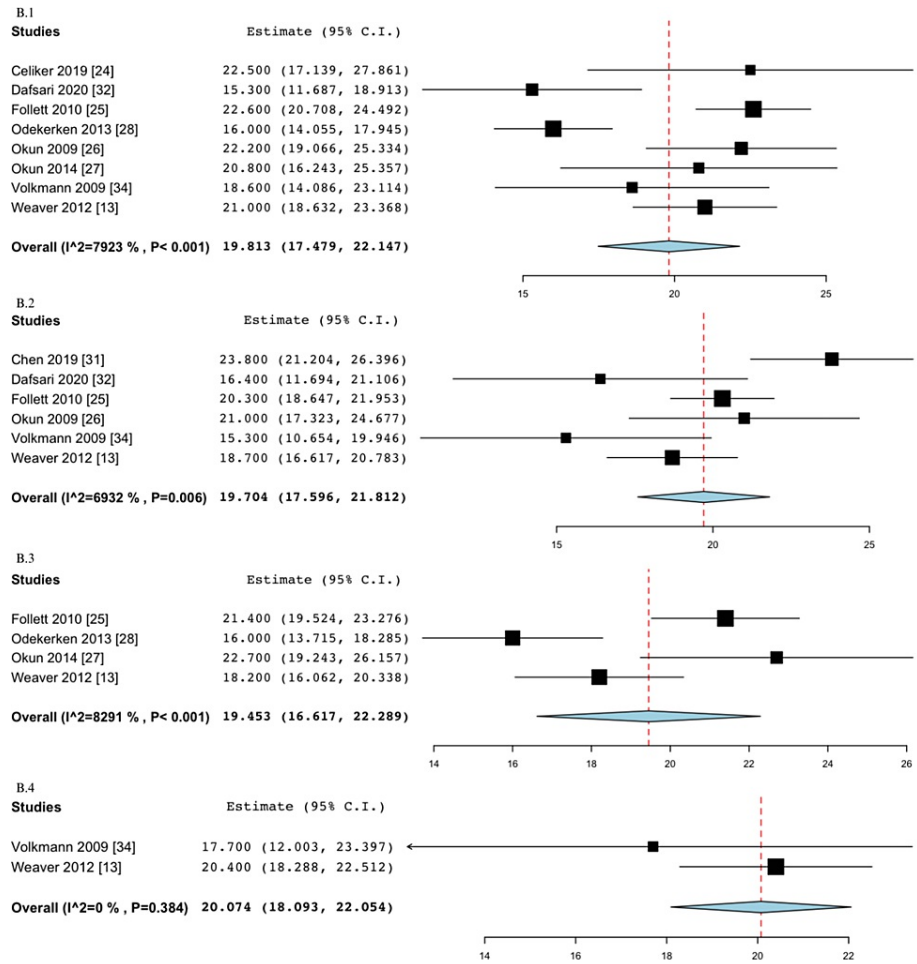 B.1
Studies Estimate (95% C.I.)
Celiker 2019 [24] 22.500 (17.139, 27.861)
Dafsari 2020 [32] 15.300 (11.687, 18.913)
Follett 2010 [25] 22.600 (20.708, 24.492)
Odekerken 2013 [28] 16.000 (14.055, 17.945)
Okun 2009 [26] 22.200 (19.066, 25.334)
Okun 2014 [27] 20.800 (16.243, 25.357)
Volkmann 2009 [34] 18.600 (14.086, 23.114)
Weaver 2012 [13] 21.000 (18.632, 23.368)
Overall (I^2=7923 % , P< 0.001) 19.813 (17.479, 22.147)
15 20 25
B.2
Studies Estimate (95% C.I.)
Chen 2019 [31] 23.800 (21.204, 26.396)
Dafsari 2020 [32] 16.400 (11.694, 21.106)
Follett 2010 [25] 20.300 (18.647, 21.953)
Okun 2009 [26] 21.000 (17.323, 24.677)
Volkmann 2009 [34] 15.300 (10.654, 19.946)
Weaver 2012 [13] 18.700 (16.617, 20.783)
Overall (I^2=6932 % , P=0.006) 19.704 (17.596, 21.812)
15 20 25
B.3
Studies Estimate (95% C.I.)
Follett 2010 [25] 21.400 (19.524, 23.276)
Odekerken 2013 [28] 16.000 (13.715, 18.285)
Okun 2014 [27] 22.700 (19.243, 26.157)
Weaver 2012 [13] 18.200 (16.062, 20.338)
Overall (I^2=8291 % , P< 0.001) 19.453 (16.617, 22.289)
14 16 18 20 22 24 26
B.4
Studies Estimate (95% C.I.)
Volkmann 2009 [34] 17.700 (12.003, 23.397)
Weaver 2012 [13] 20.400 (18.288, 22.512)
Overall (I^2=0 % , P=0.384) 20.074 (18.093, 22.054)
14 16 18 20 22